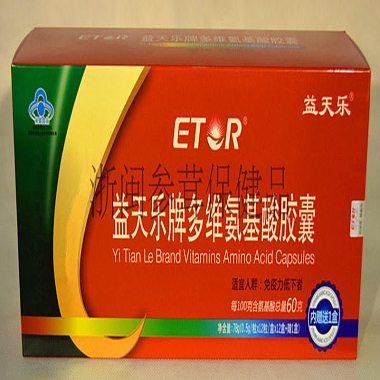 益天乐牌多维氨基酸胶囊
益天乐®
ETOR®
浙闽参茸保健品
益天乐牌多维氨基酸胶囊
Yi Tian Le Brand Vitamins Amino Acid Capsules
适宜人群：免疫力低下者
每100克含氨基酸总量60克
内赠送1盒